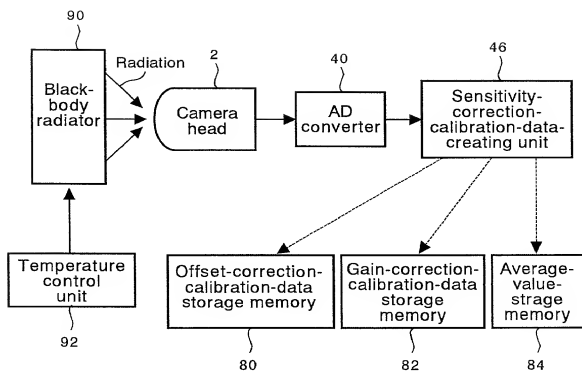 90
Radiation
Black-
body
radiator
2
Camera
head
40
AD
converter
46
Sensitivity-
correction-
calibration-data-
creating unit
Temperature
control
unit
92
Offset-correction-
calibration-data
storage memory
80
Gain-correction-
calibration-data
storage
memory
82
Average-
value-
strage
memory
84